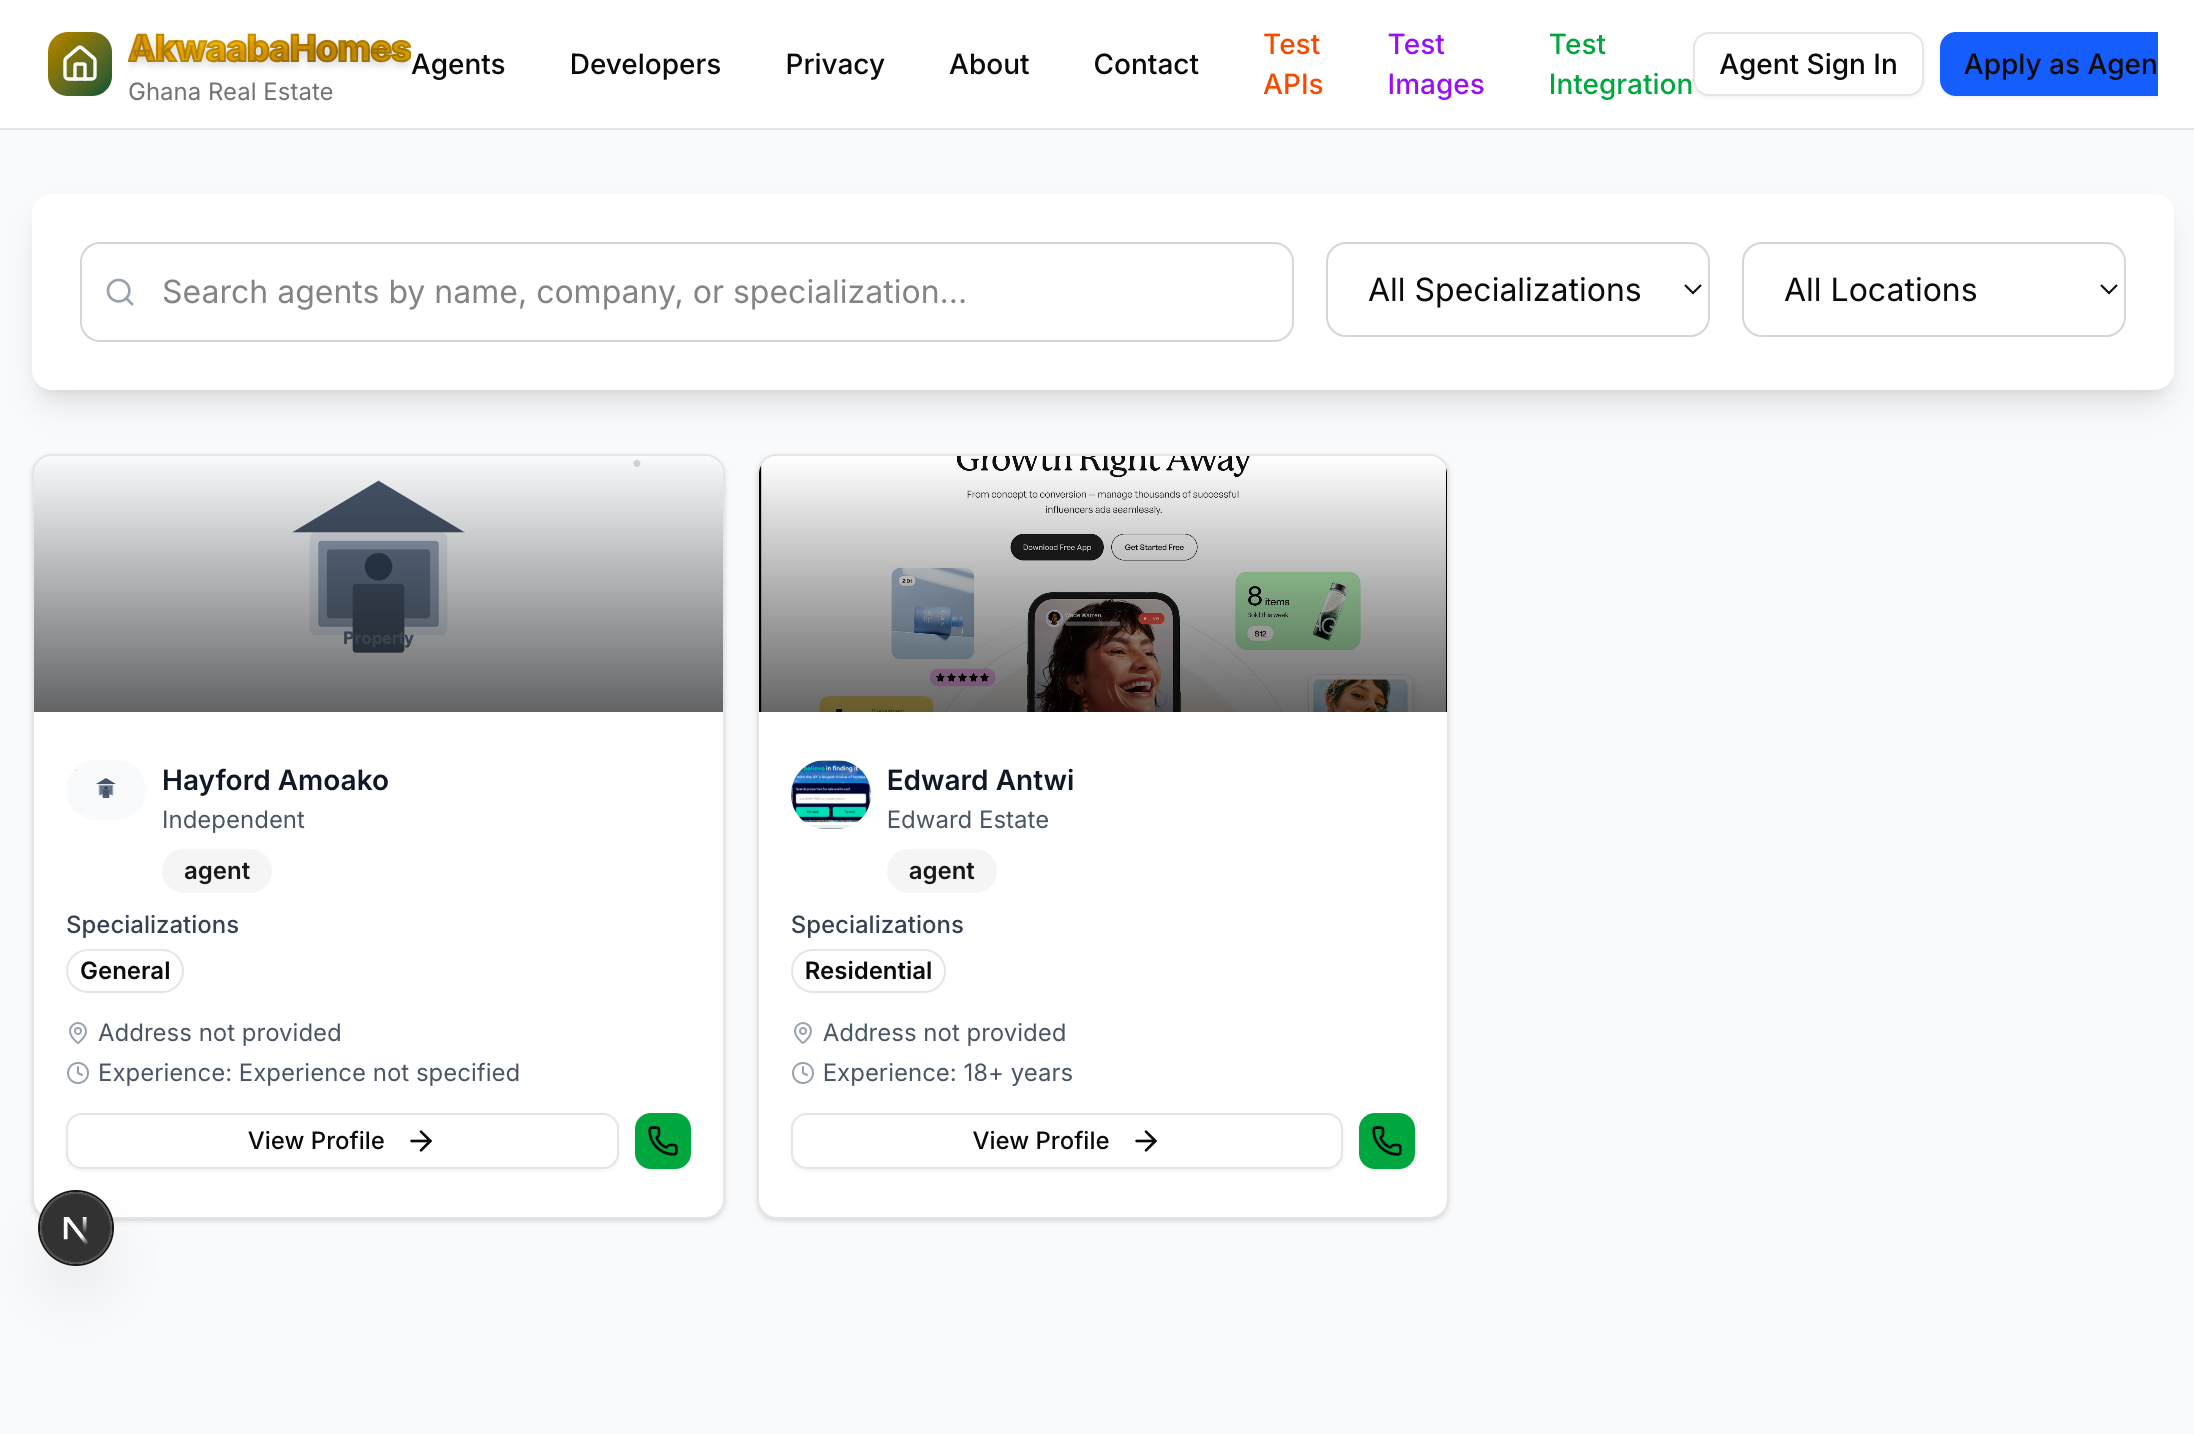 AkwaabaHomes
Ghana Real Estate
Agents
Developers
Privacy
About
Contact
Test
APIs
Test
Images
Test
Integration
Agent Sign In
Apply as Agen
Search agents by name, company, or specialization...
All Specializations
All Locations
Property
Growth Right Away
From concept to conversion — manage thousands of successful
influencers ads seamlessly.
Download Free App
Get Started Free
8 items
Sold this week
$12
Hayford Amoako
Independent
agent
Specializations
General
Address not provided
Experience: Experience not specified
View Profile
Edward Antwi
Edward Estate
agent
Specializations
Residential
Address not provided
Experience: 18+ years
View Profile
N